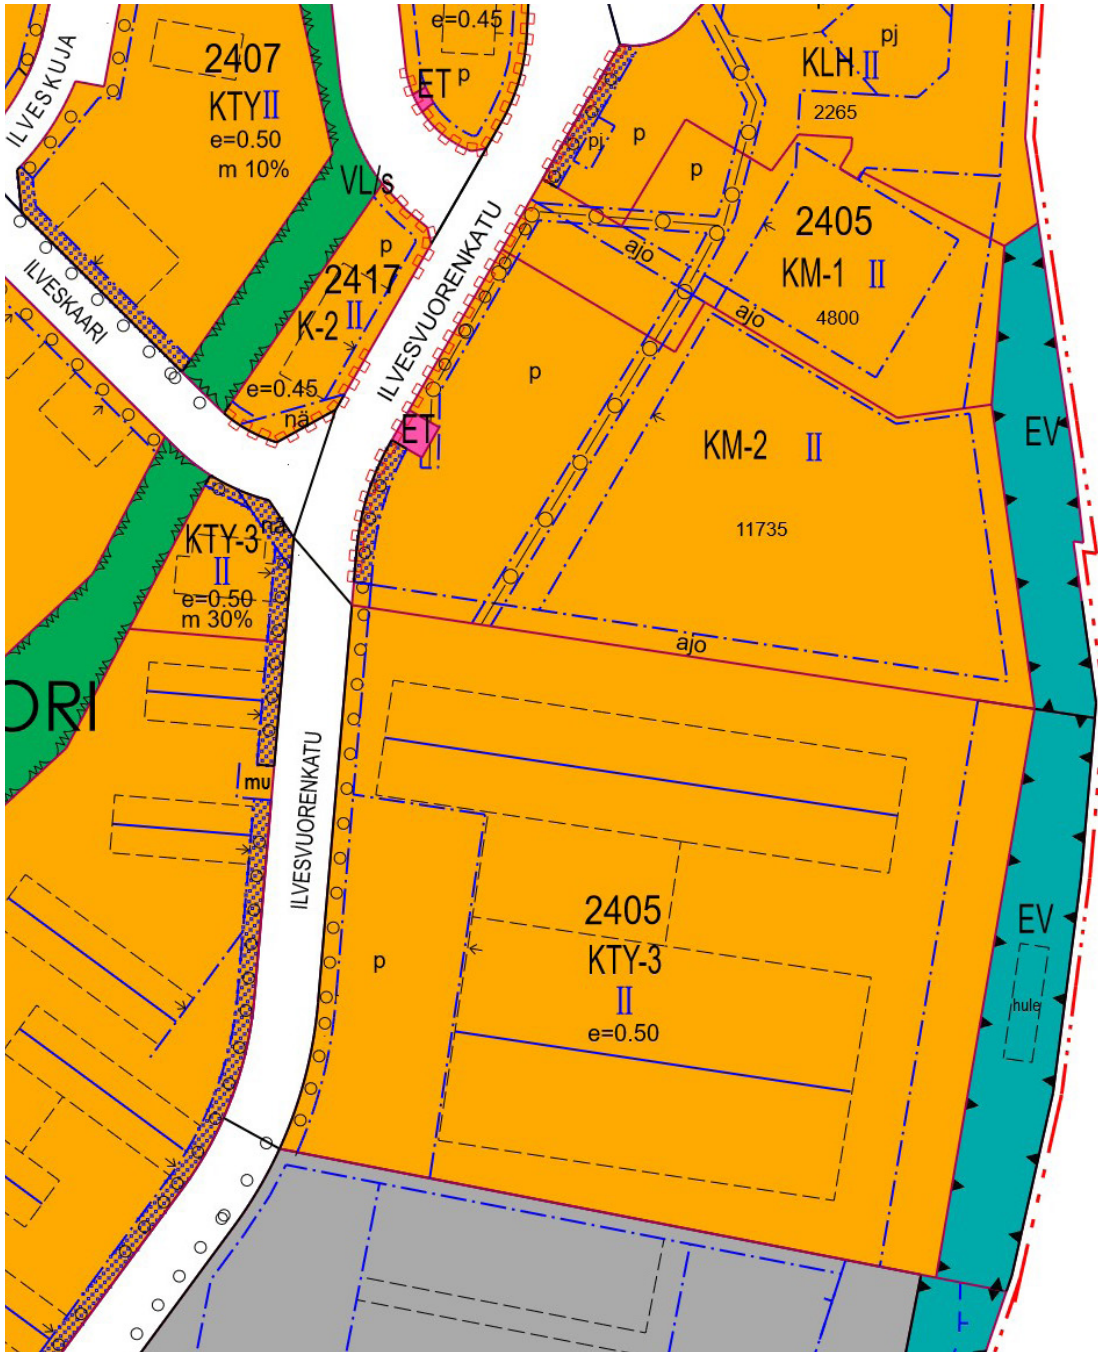 e=0.45
p
ET
ILVESKUJA
2407
KTY II
e=0.50
m 10%
pj
KLH II
2265
p
pj
p
VL/s
p
2417
K-2 II
e=0.45
nä
ILVESVUORENKATU
ILVESKAARI
ajo
2405
KM-1 II
4800
ajo
p
ET
KM-2 II
11735
EV
nä
KTY-3
II
e=0.50
m 30%
ajo
ORI
mu
ILVESVUORENKATU
2405
KTY-3
II
e=0.50
p
EV
hule